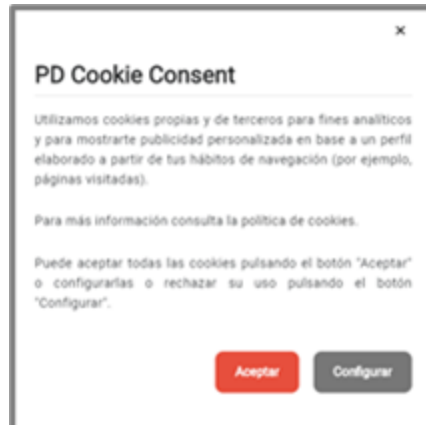 ×
PD Cookie Consent
Utilizamos cookies propias y de terceros para fines analíticos
y para mostrarte publicidad personalizada en base a un perfil
elaborado a partir de tus hábitos de navegación (por ejemplo,
páginas visitadas).
Para más información consulta la política de cookies.
Puede aceptar todas las cookies pulsando el botón "Aceptar"
o configurarlas o rechazar su uso pulsando el botón
"Configurar".
Aceptar Configurar